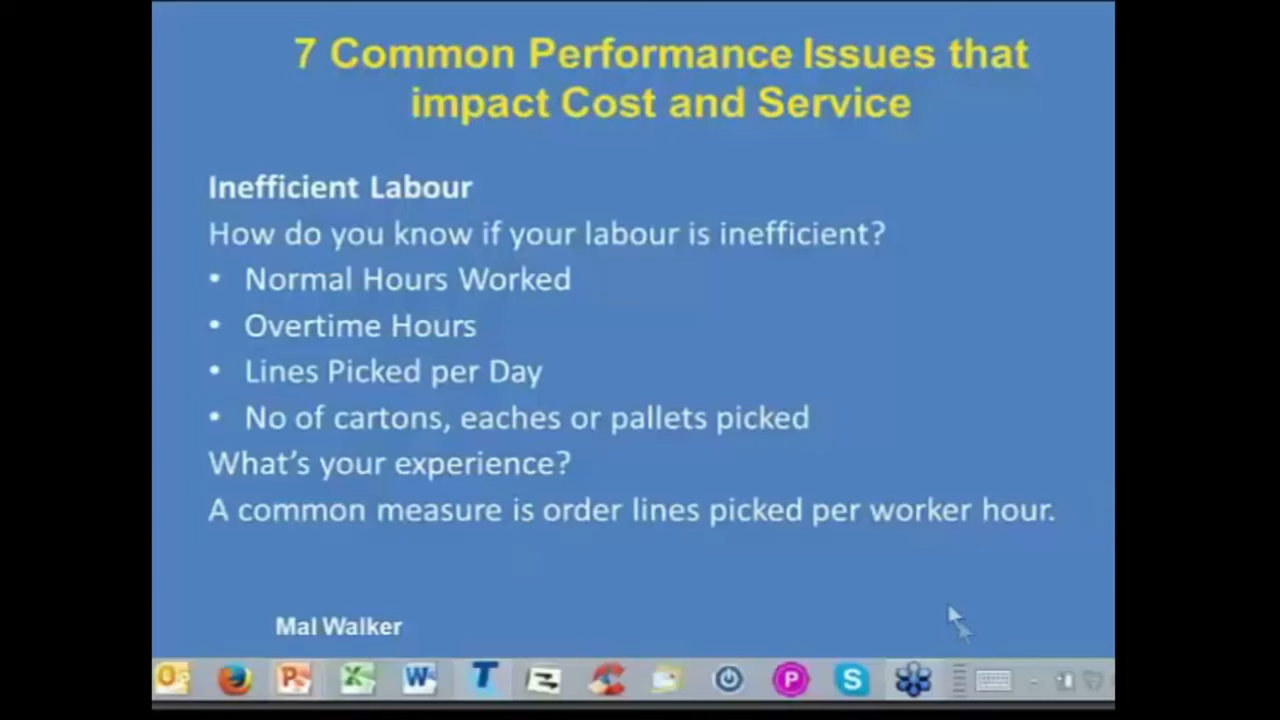 7 Common Performance Issues that
impact Cost and Service
Inefficient Labour
How do you know if your labour is inefficient?
• Normal Hours Worked
• Overtime Hours
• Lines Picked per Day
• No of cartons, eaches or pallets picked
What's your experience?
A common measure is order lines picked per worker hour.
Mal Walker